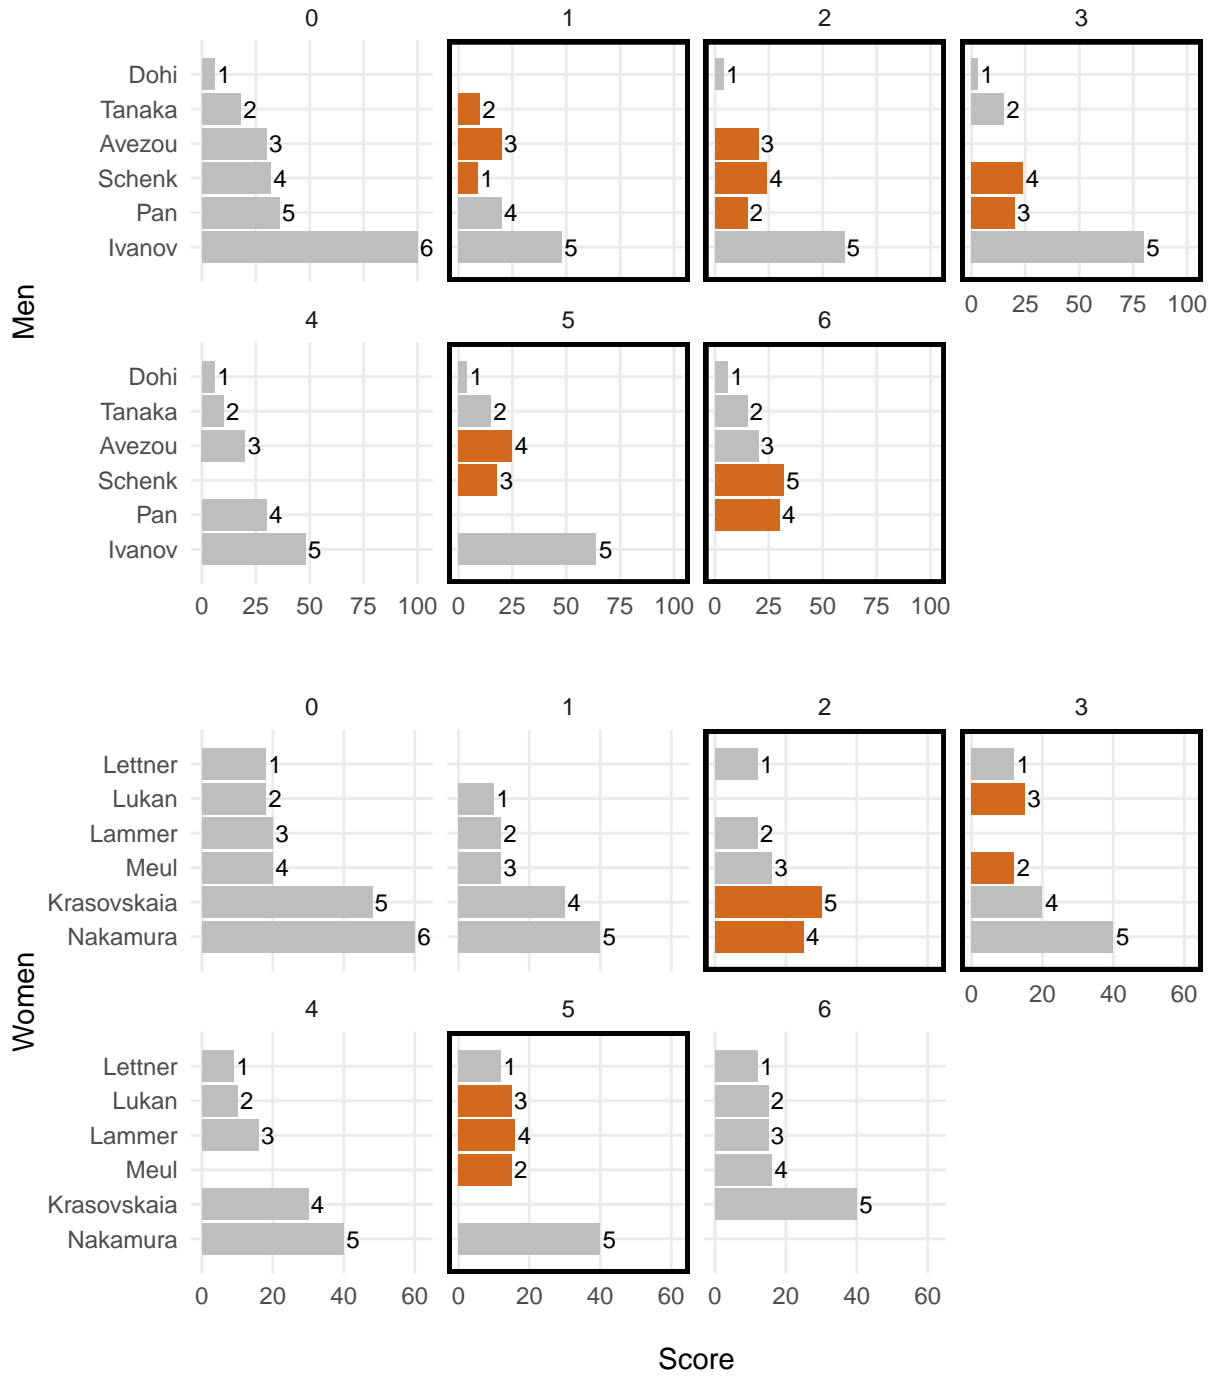 0 1 2 3
Dohi 1 1 1
Tanaka 2 2 2
Avezou 3 3 3
Schenk 4 1 4 4
Pan 5 4 2 3
Ivanov 6 5 5 5
0 25 50 75 100
Men
4 5 6
Dohi 1 1 1
Tanaka 2 2 2
Avezou 3 4 3
Schenk 3 5
Pan 4 4
Ivanov 5 5
0 25 50 75 100 0 25 50 75 100 0 25 50 75 100
0 1 2 3
Lettner 1 1 1
Lukan 2 1 3
Lammer 3 2 2
Meul 4 3 3 2
Krasovskaia 5 4 5 4
Nakamura 6 5 4 5
0 20 40 60
Women
4 5 6
Lettner 1 1 1
Lukan 2 3 2
Lammer 3 4 3
Meul 2 4
Krasovskaia 4 5
Nakamura 5 5
0 20 40 60 0 20 40 60 0 20 40 60
Score